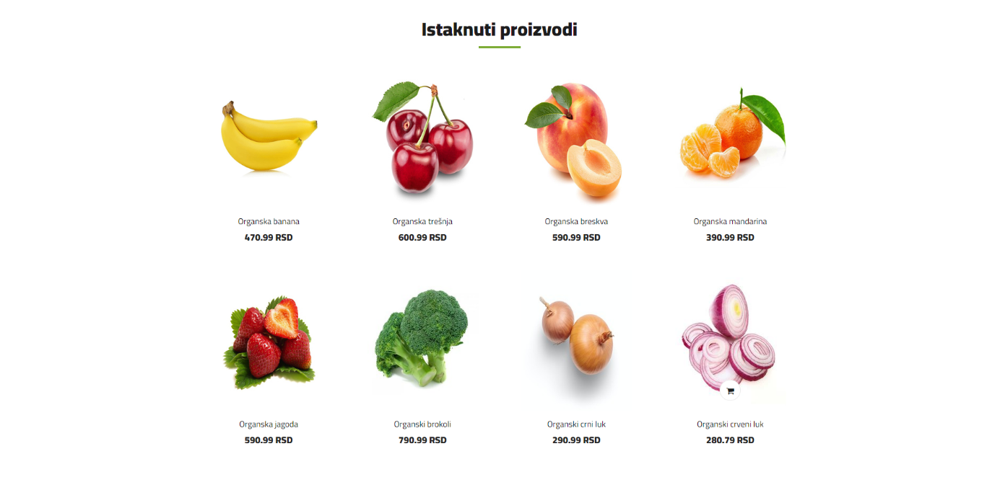 Istaknuti proizvodi
Organska banana
470.99 RSD
Organska trešnja
600.99 RSD
Organska breskva
590.99 RSD
Organska mandarina
390.99 RSD
Organska jagoda
590.99 RSD
Organski brokoli
790.99 RSD
Organski crni luk
290.99 RSD
Organski crveni luk
280.79 RSD